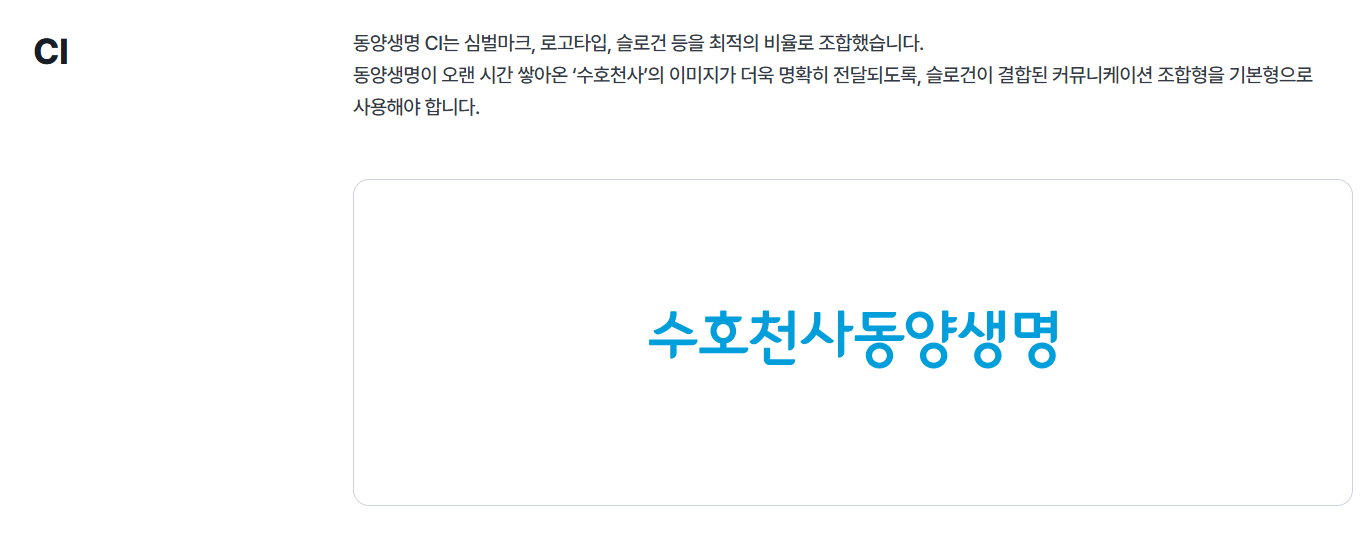 CI
동양생명 CI는 심벌마크, 로고타입, 슬로건 등을 최적의 비율로 조합했습니다.
동양생명이 오랜 시간 쌓아온 ‘수호천사’의 이미지가 더욱 명확히 전달되도록, 슬로건이 결합된 커뮤니케이션 조합형을 기본형으로
사용해야 합니다.
수호천사동양생명